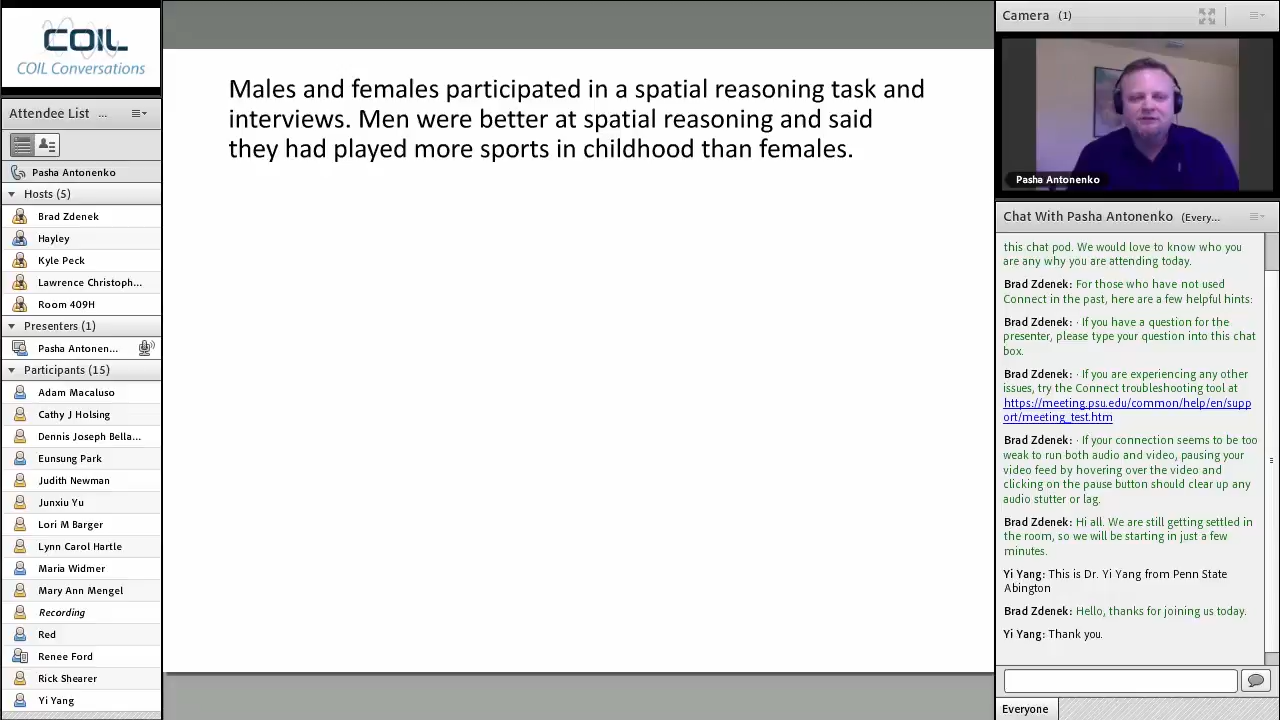 COIL
COIL Conversations
Attendee List ...
Pasha Antonenko
Hosts (5)
Brad Zdenek
Hayley
Kyle Peck
Lawrence Christoph...
Room 409H
Presenters (1)
Pasha Antonen...
Participants (15)
Adam Macaluso
Cathy J Holsing
Dennis Joseph Bella...
Eunsung Park
Judith Newman
Junxiu Yu
Lori M Barger
Lynn Carol Hartle
Maria Widmer
Mary Ann Mengel
Recording
Red
Renee Ford
Rick Shearer
Yi Yang
Males and females participated in a spatial reasoning task and
interviews. Men were better at spatial reasoning and said
they had played more sports in childhood than females.
Camera (1)
Pasha Antonenko
Chat With Pasha Antonenko (Every...
this chat pod. We would love to know who you
are any why you are attending today.
Brad Zdenek: For those who have not used
Connect in the past, here are a few helpful hints:
Brad Zdenek: · If you have a question for the
presenter, please type your question into this chat
box.
Brad Zdenek: · If you are experiencing any other
issues, try the Connect troubleshooting tool at
https://meeting.psu.edu/common/help/en/supp
ort/meeting_test.htm
Brad Zdenek: · If your connection seems to be too
weak to run both audio and video, pausing your
video feed by hovering over the video and
clicking on the pause button should clear up any
audio stutter or lag.
Brad Zdenek: Hi all. We are still getting settled in
the room, so we will be starting in just a few
minutes.
Yi Yang: This is Dr. Yi Yang from Penn State
Abington
Brad Zdenek: Hello, thanks for joining us today.
Yi Yang: Thank you.
Everyone